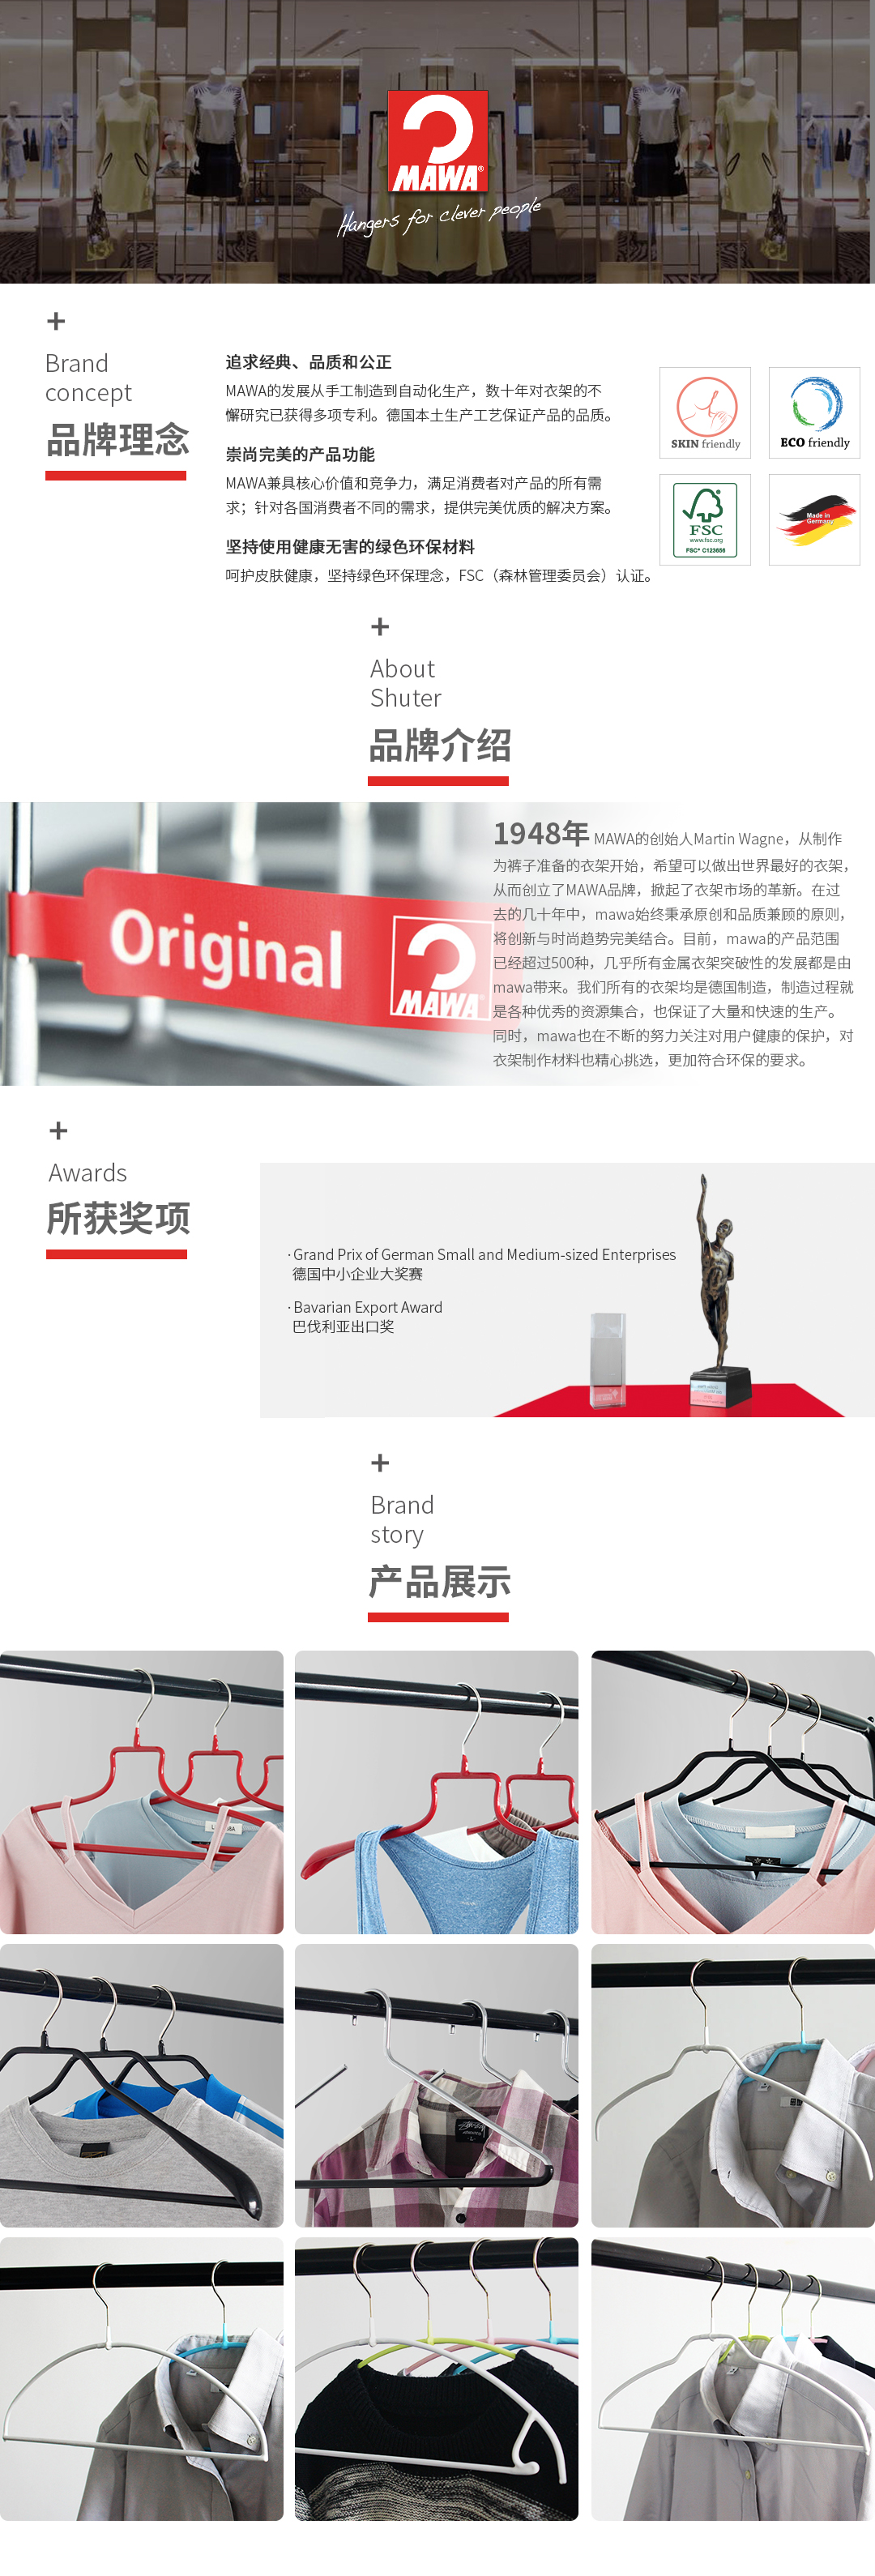 MAWA®
Hangers for clever people
+
Brand
concept
品牌理念
追求经典、品质和公正
MAWA的发展从手工制造到自动化生产，数十年对衣架的不
懈研究已获得多项专利。德国本土生产工艺保证产品的品质。
崇尚完美的产品功能
MAWA兼具核心价值和竞争力，满足消费者对产品的所有需
求；针对各国消费者不同的需求，提供完美优质的解决方案。
坚持使用健康无害的绿色环保材料
呵护皮肤健康，坚持绿色环保理念，FSC（森林管理委员会）认证。
SKIN friendly
ECO friendly
FSC
www.fsc.org
FSC® C123656
Made in
Germany
+
About
Shuter
品牌介绍
Original
MAWA®
1948年 MAWA的创始人Martin Wagne，从制作
为裤子准备的衣架开始，希望可以做出世界最好的衣架，
从而创立了MAWA品牌，掀起了衣架市场的革新。在过
去的几十年中，mawa始终秉承原创和品质兼顾的原则，
将创新与时尚趋势完美结合。目前，mawa的产品范围
已经超过500种，几乎所有金属衣架突破性的发展都是由
mawa带来。我们所有的衣架均是德国制造，制造过程就
是各种优秀的资源集合，也保证了大量和快速的生产。
同时，mawa也在不断的努力关注对用户健康的保护，对
衣架制作材料也精心挑选，更加符合环保的要求。
+
Awards
所获奖项
· Grand Prix of German Small and Medium-sized Enterprises
德国中小企业大奖赛
· Bavarian Export Award
巴伐利亚出口奖
+
Brand
story
产品展示